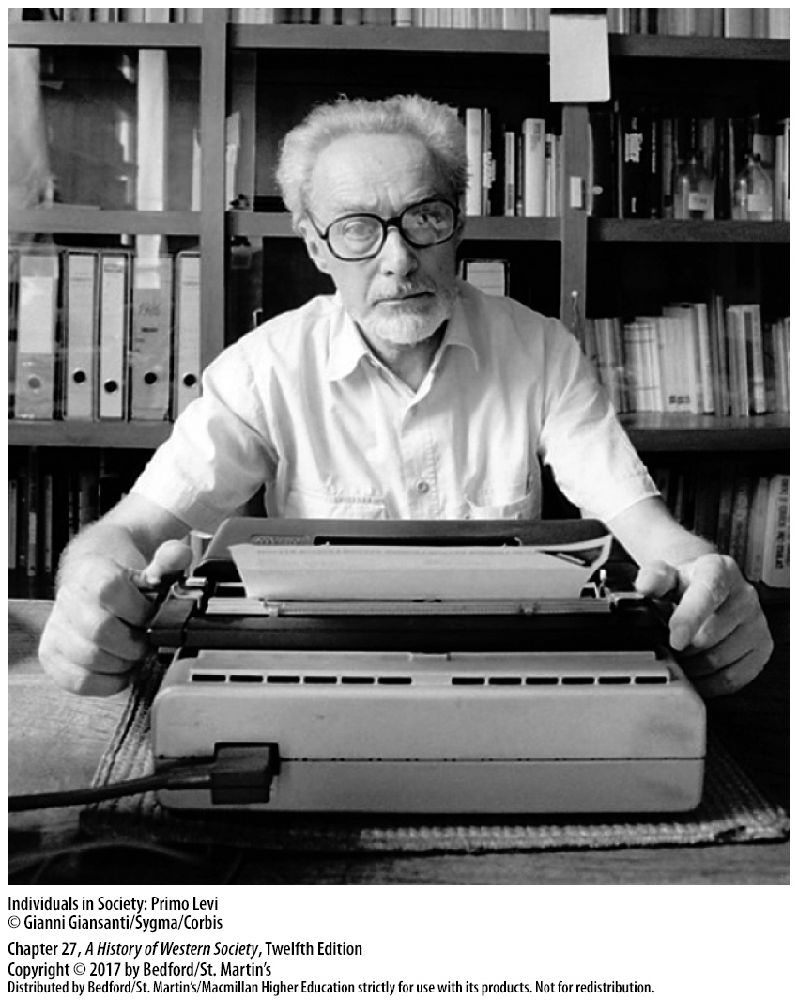 Individuals in Society: Primo Levi
© Gianni Giansanti/Sygma/Corbis
Chapter 27, A History of Western Society, Twelfth Edition
Copyright © 2017 by Bedford/St. Martin’s
Distributed by Bedford/St. Martin’s/Macmillan Higher Education strictly for use with its products. Not for redistribution.